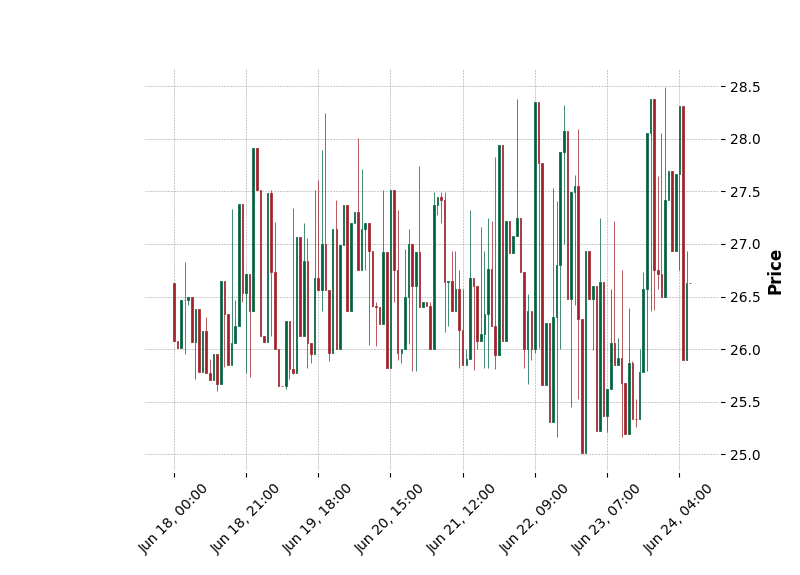 28.5
28.0
27.5
27.0
26.5
26.0
25.5
25.0
Price
Jun 18, 00:00
Jun 18, 21:00
Jun 19, 18:00
Jun 20, 15:00
Jun 21, 12:00
Jun 22, 09:00
Jun 23, 07:00
Jun 24, 04:00